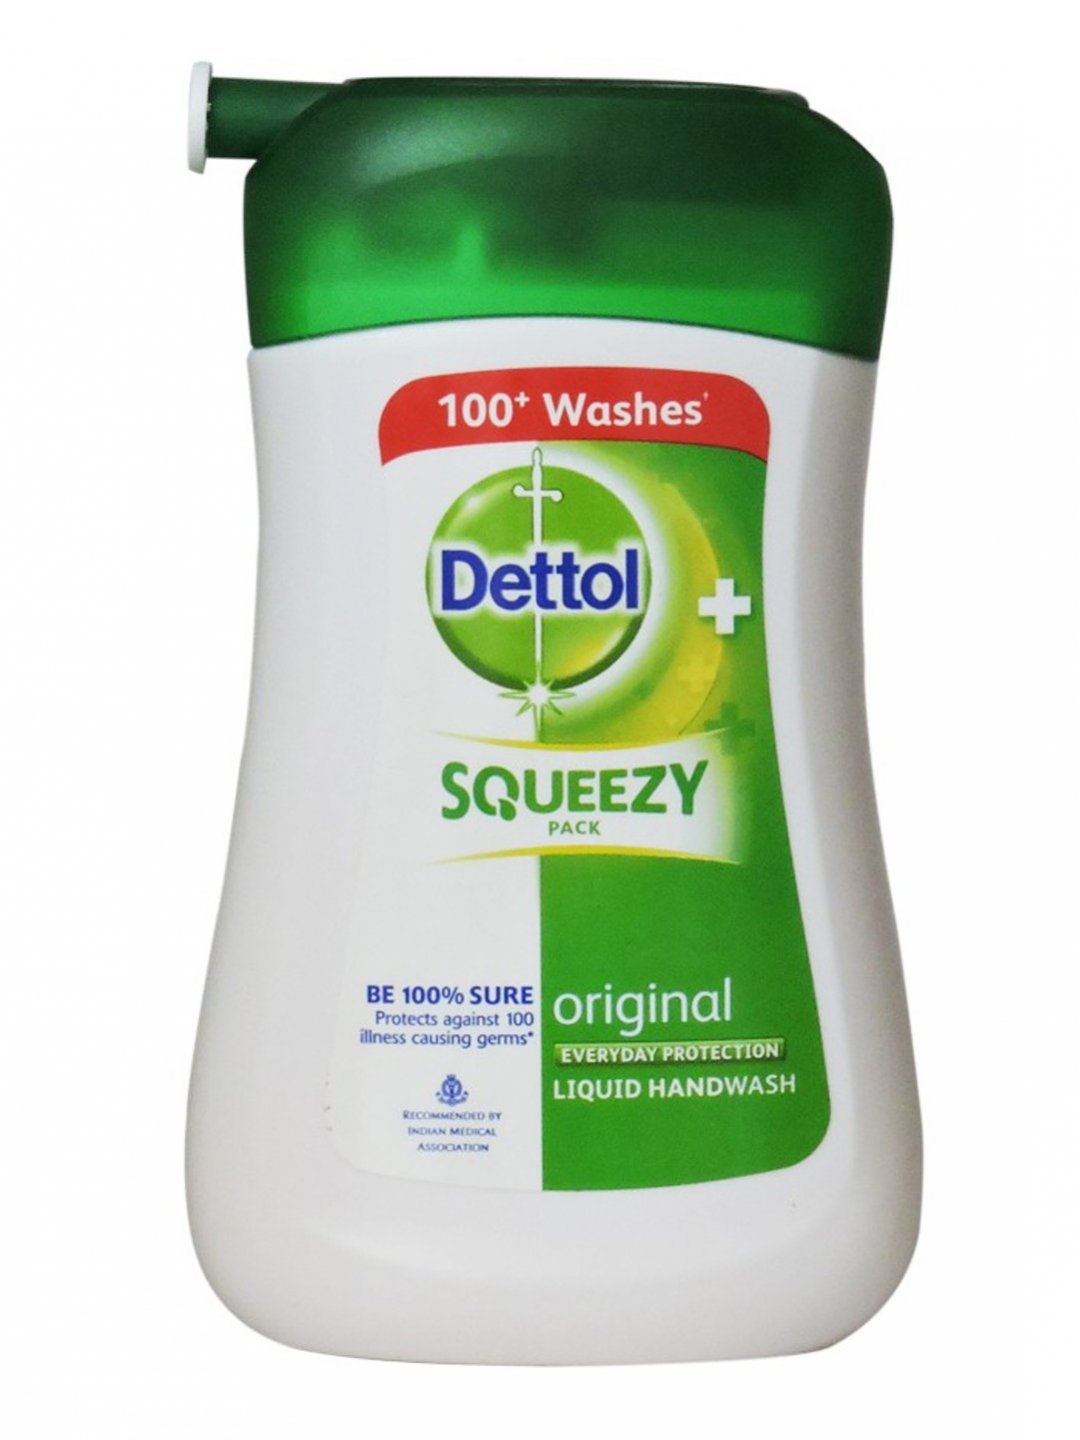 100+ Washes†
Dettol
SQUEEZY
PACK
BE 100% SURE
Protects against 100
illness causing germs*
RECOMMENDED BY
INDIAN MEDICAL
ASSOCIATION
original
EVERYDAY PROTECTION
LIQUID HANDWASH